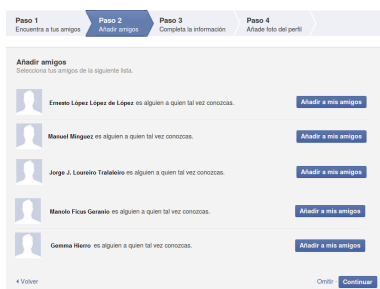 Paso 1
Encuentra a tus amigos
Paso 2
Añadir amigos
Paso 3
Completa la información
Paso 4
Añade foto del perfil
Añadir amigos
Selecciona tus amigos de la siguiente lista.
Ernesto López López de López es alguien a quien tal vez conozcas.
Añadir a mis amigos
Manuel Minguez es alguien a quien tal vez conozcas.
Añadir a mis amigos
Jorge J. Loureiro Tralaleiro es alguien a quien tal vez conozcas.
Añadir a mis amigos
Manolo Ficus Geranio es alguien a quien tal vez conozcas.
Añadir a mis amigos
Gemma Hierro es alguien a quien tal vez conozcas.
Añadir a mis amigos
Volver
Omitir · Continuar